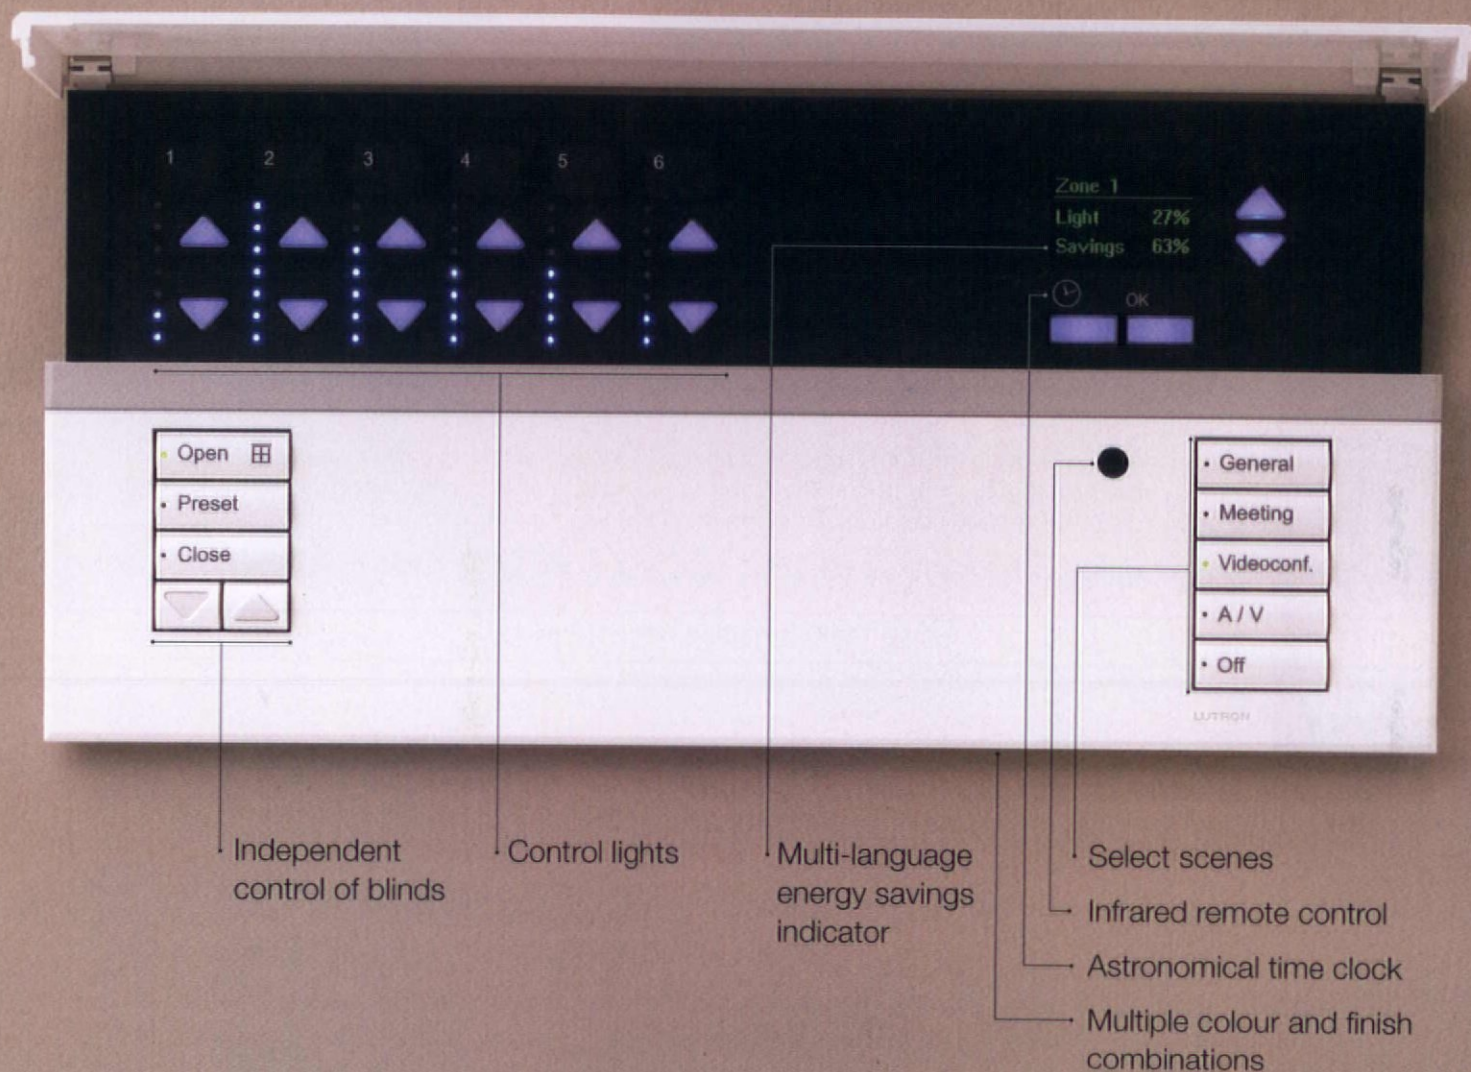 1 2 3 4 5 6
Zone 1
Light 27%
Savings 63%
OK
Open
Preset
Close
General
Meeting
Videoconf.
A / V
Off
LUTRON
Independent
control of blinds
Control lights
Multi-language
energy savings
indicator
Select scenes
Infrared remote control
Astronomical time clock
Multiple colour and finish
combinations